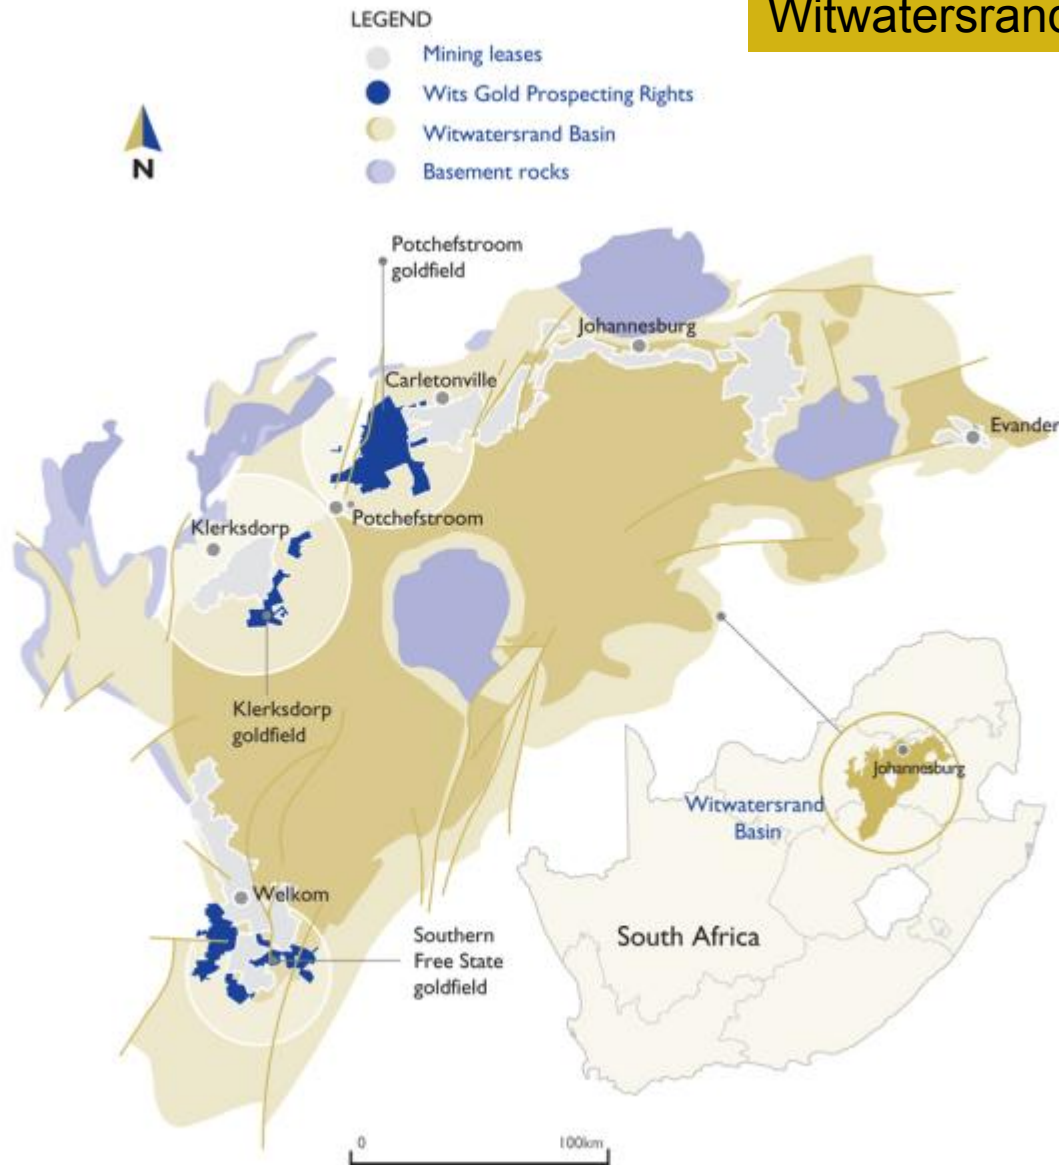 Witwatersrand
LEGEND
Mining leases
Wits Gold Prospecting Rights
Witwatersrand Basin
Basement rocks
N
Potchefstroom
goldfield
Johannesburg
Carletonville
Evander
Potchefstroom
Klerksdorp
Klerksdorp
goldfield
Johannesburg
Witwatersrand
Basin
Welkom
Southern
Free State
goldfield
South Africa
0
100km